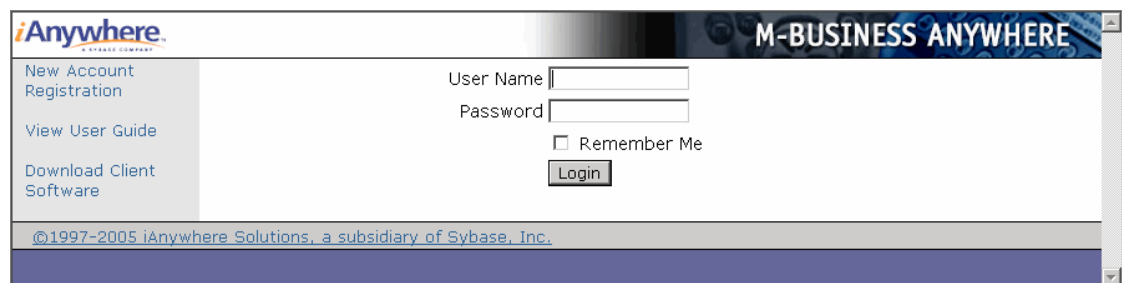 iAnywhere.
A SYBASE COMPANY
M-BUSINESS ANYWHERE
New Account
Registration
View User Guide
Download Client
Software
User Name
Password
Remember Me
Login
©1997-2005 iAnywhere Solutions, a subsidiary of Sybase, Inc.